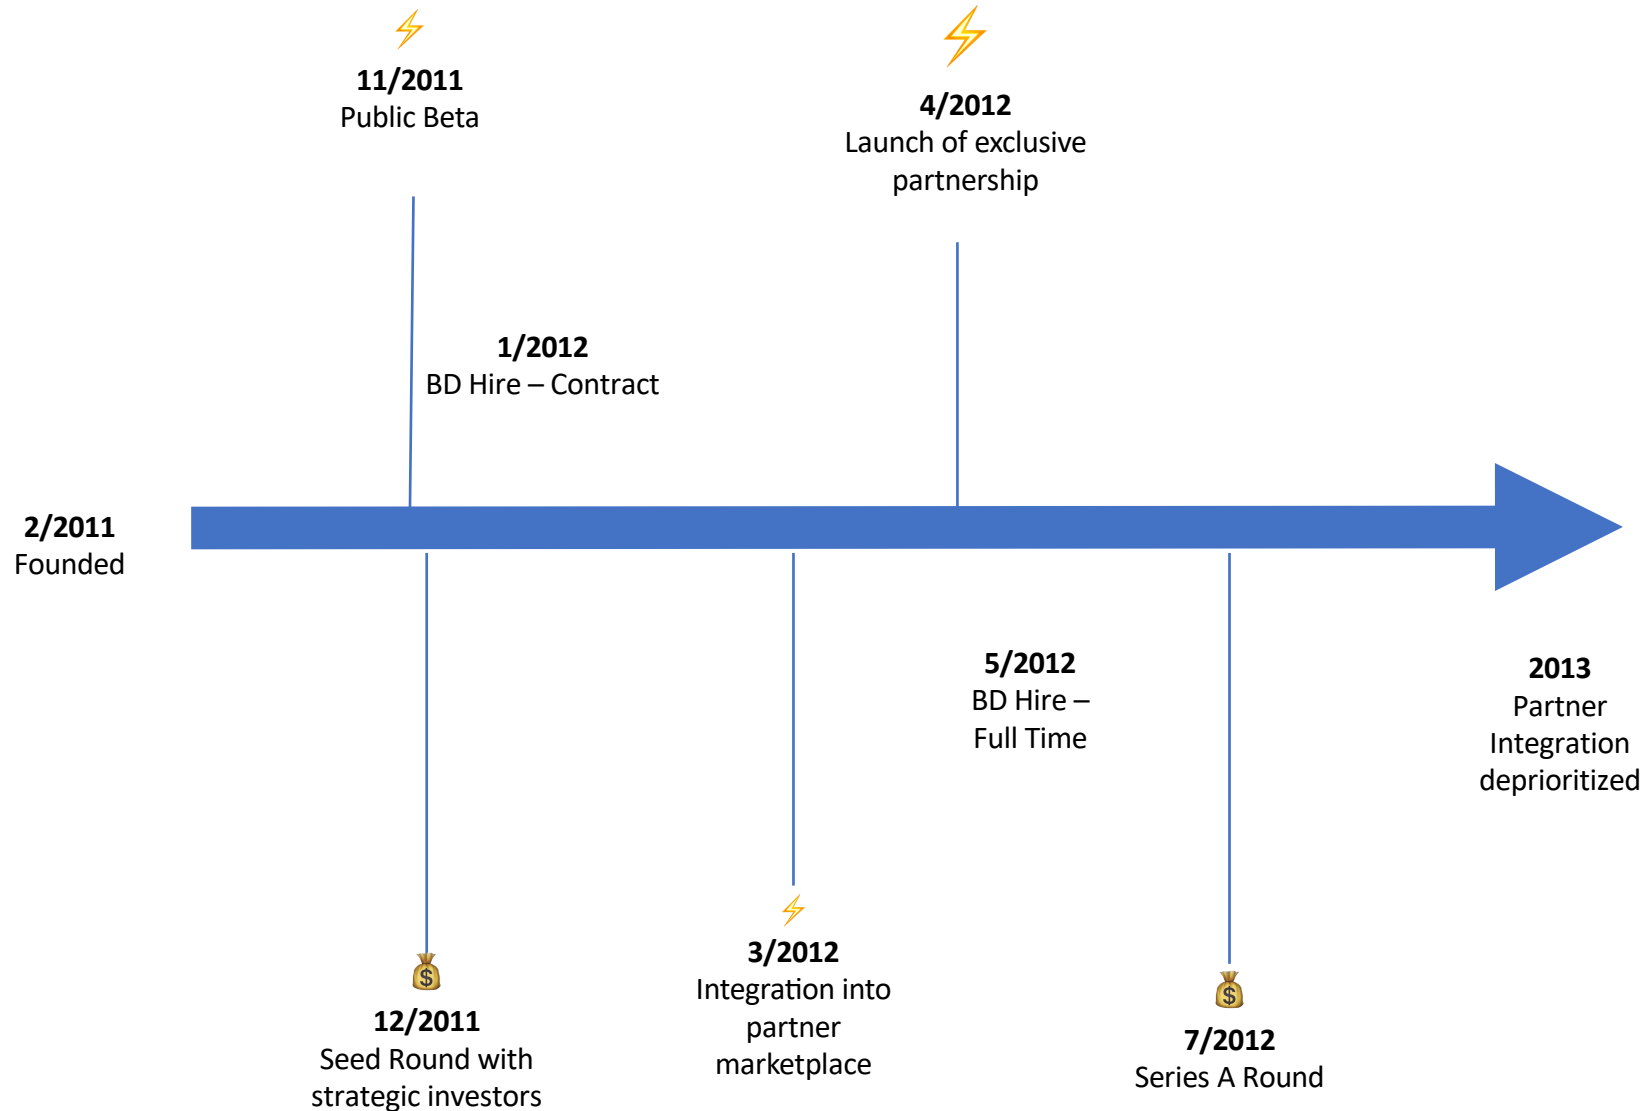 11/2011
Public Beta
4/2012
Launch of exclusive
partnership
1/2012
BD Hire – Contract
2/2011
Founded
5/2012
BD Hire –
Full Time
2013
Partner
Integration
deprioritized
12/2011
Seed Round with
strategic investors
3/2012
Integration into
partner
marketplace
7/2012
Series A Round